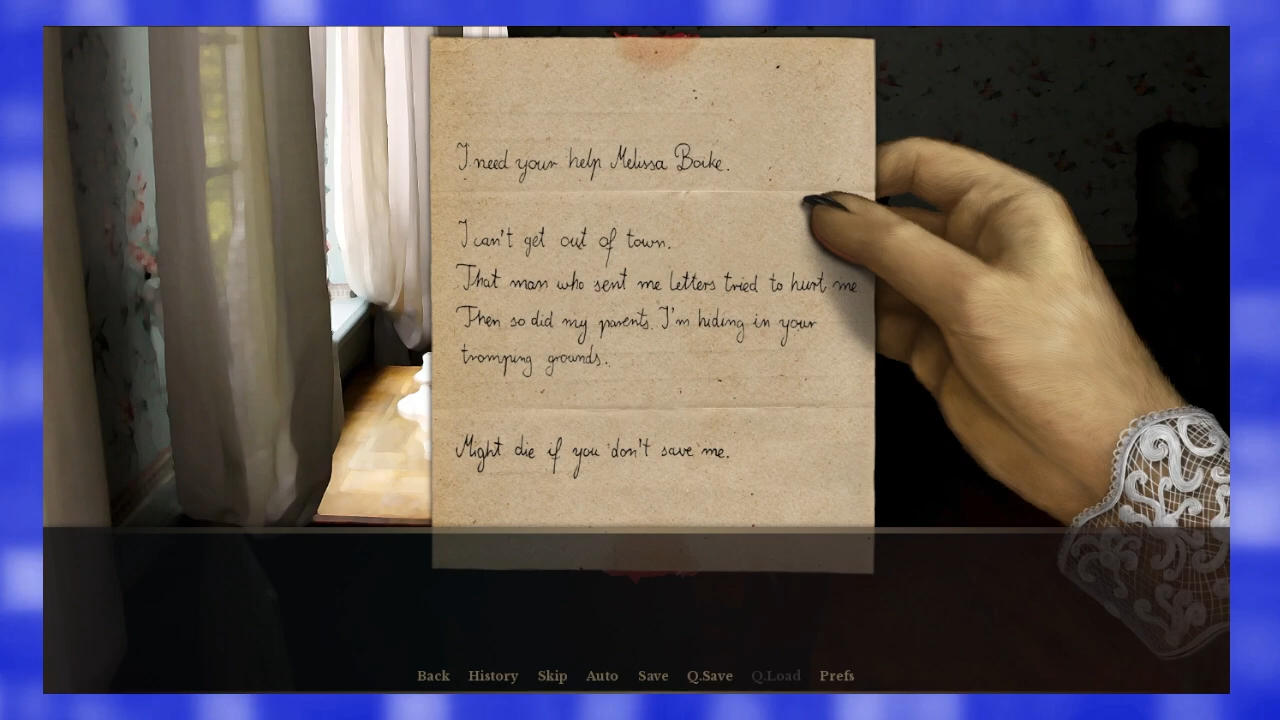 I need your help Melissa Boike.
I can't get out of town.
That man who sent me letters tried to hurt me
Then so did my parents. I'm hiding in your
tromping grounds.
Might die if you don't save me.
Back History Skip Auto Save Q.Save Q.Load Prefs